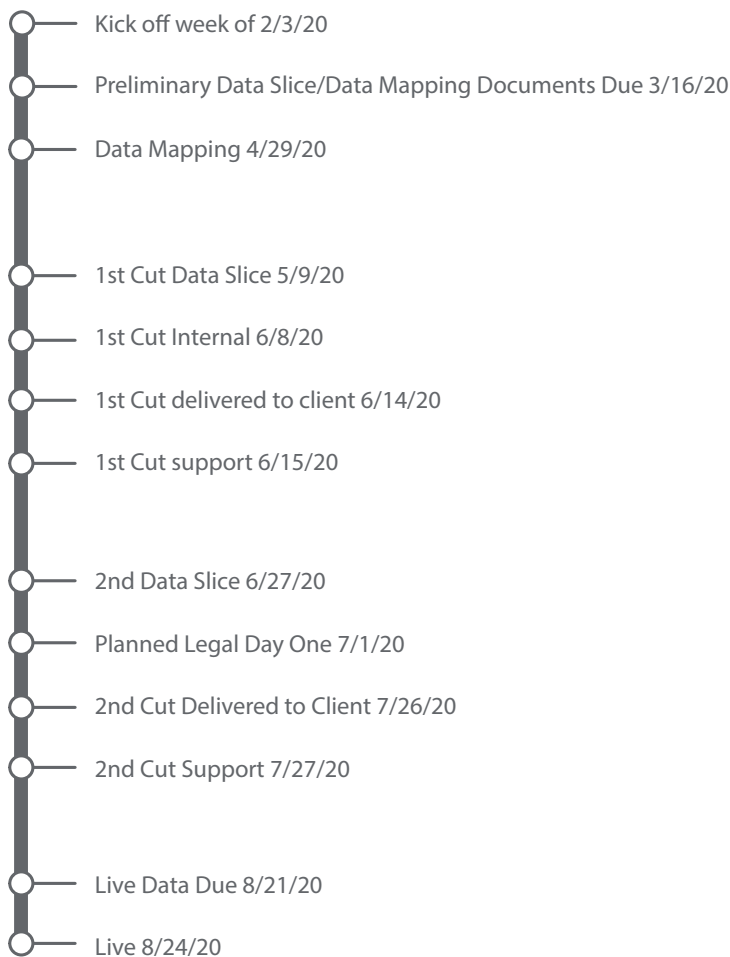 Kick off week of 2/3/20
Preliminary Data Slice/Data Mapping Documents Due 3/16/20
Data Mapping 4/29/20
1st Cut Data Slice 5/9/20
1st Cut Internal 6/8/20
1st Cut delivered to client 6/14/20
1st Cut support 6/15/20
2nd Data Slice 6/27/20
Planned Legal Day One 7/1/20
2nd Cut Delivered to Client 7/26/20
2nd Cut Support 7/27/20
Live Data Due 8/21/20
Live 8/24/20